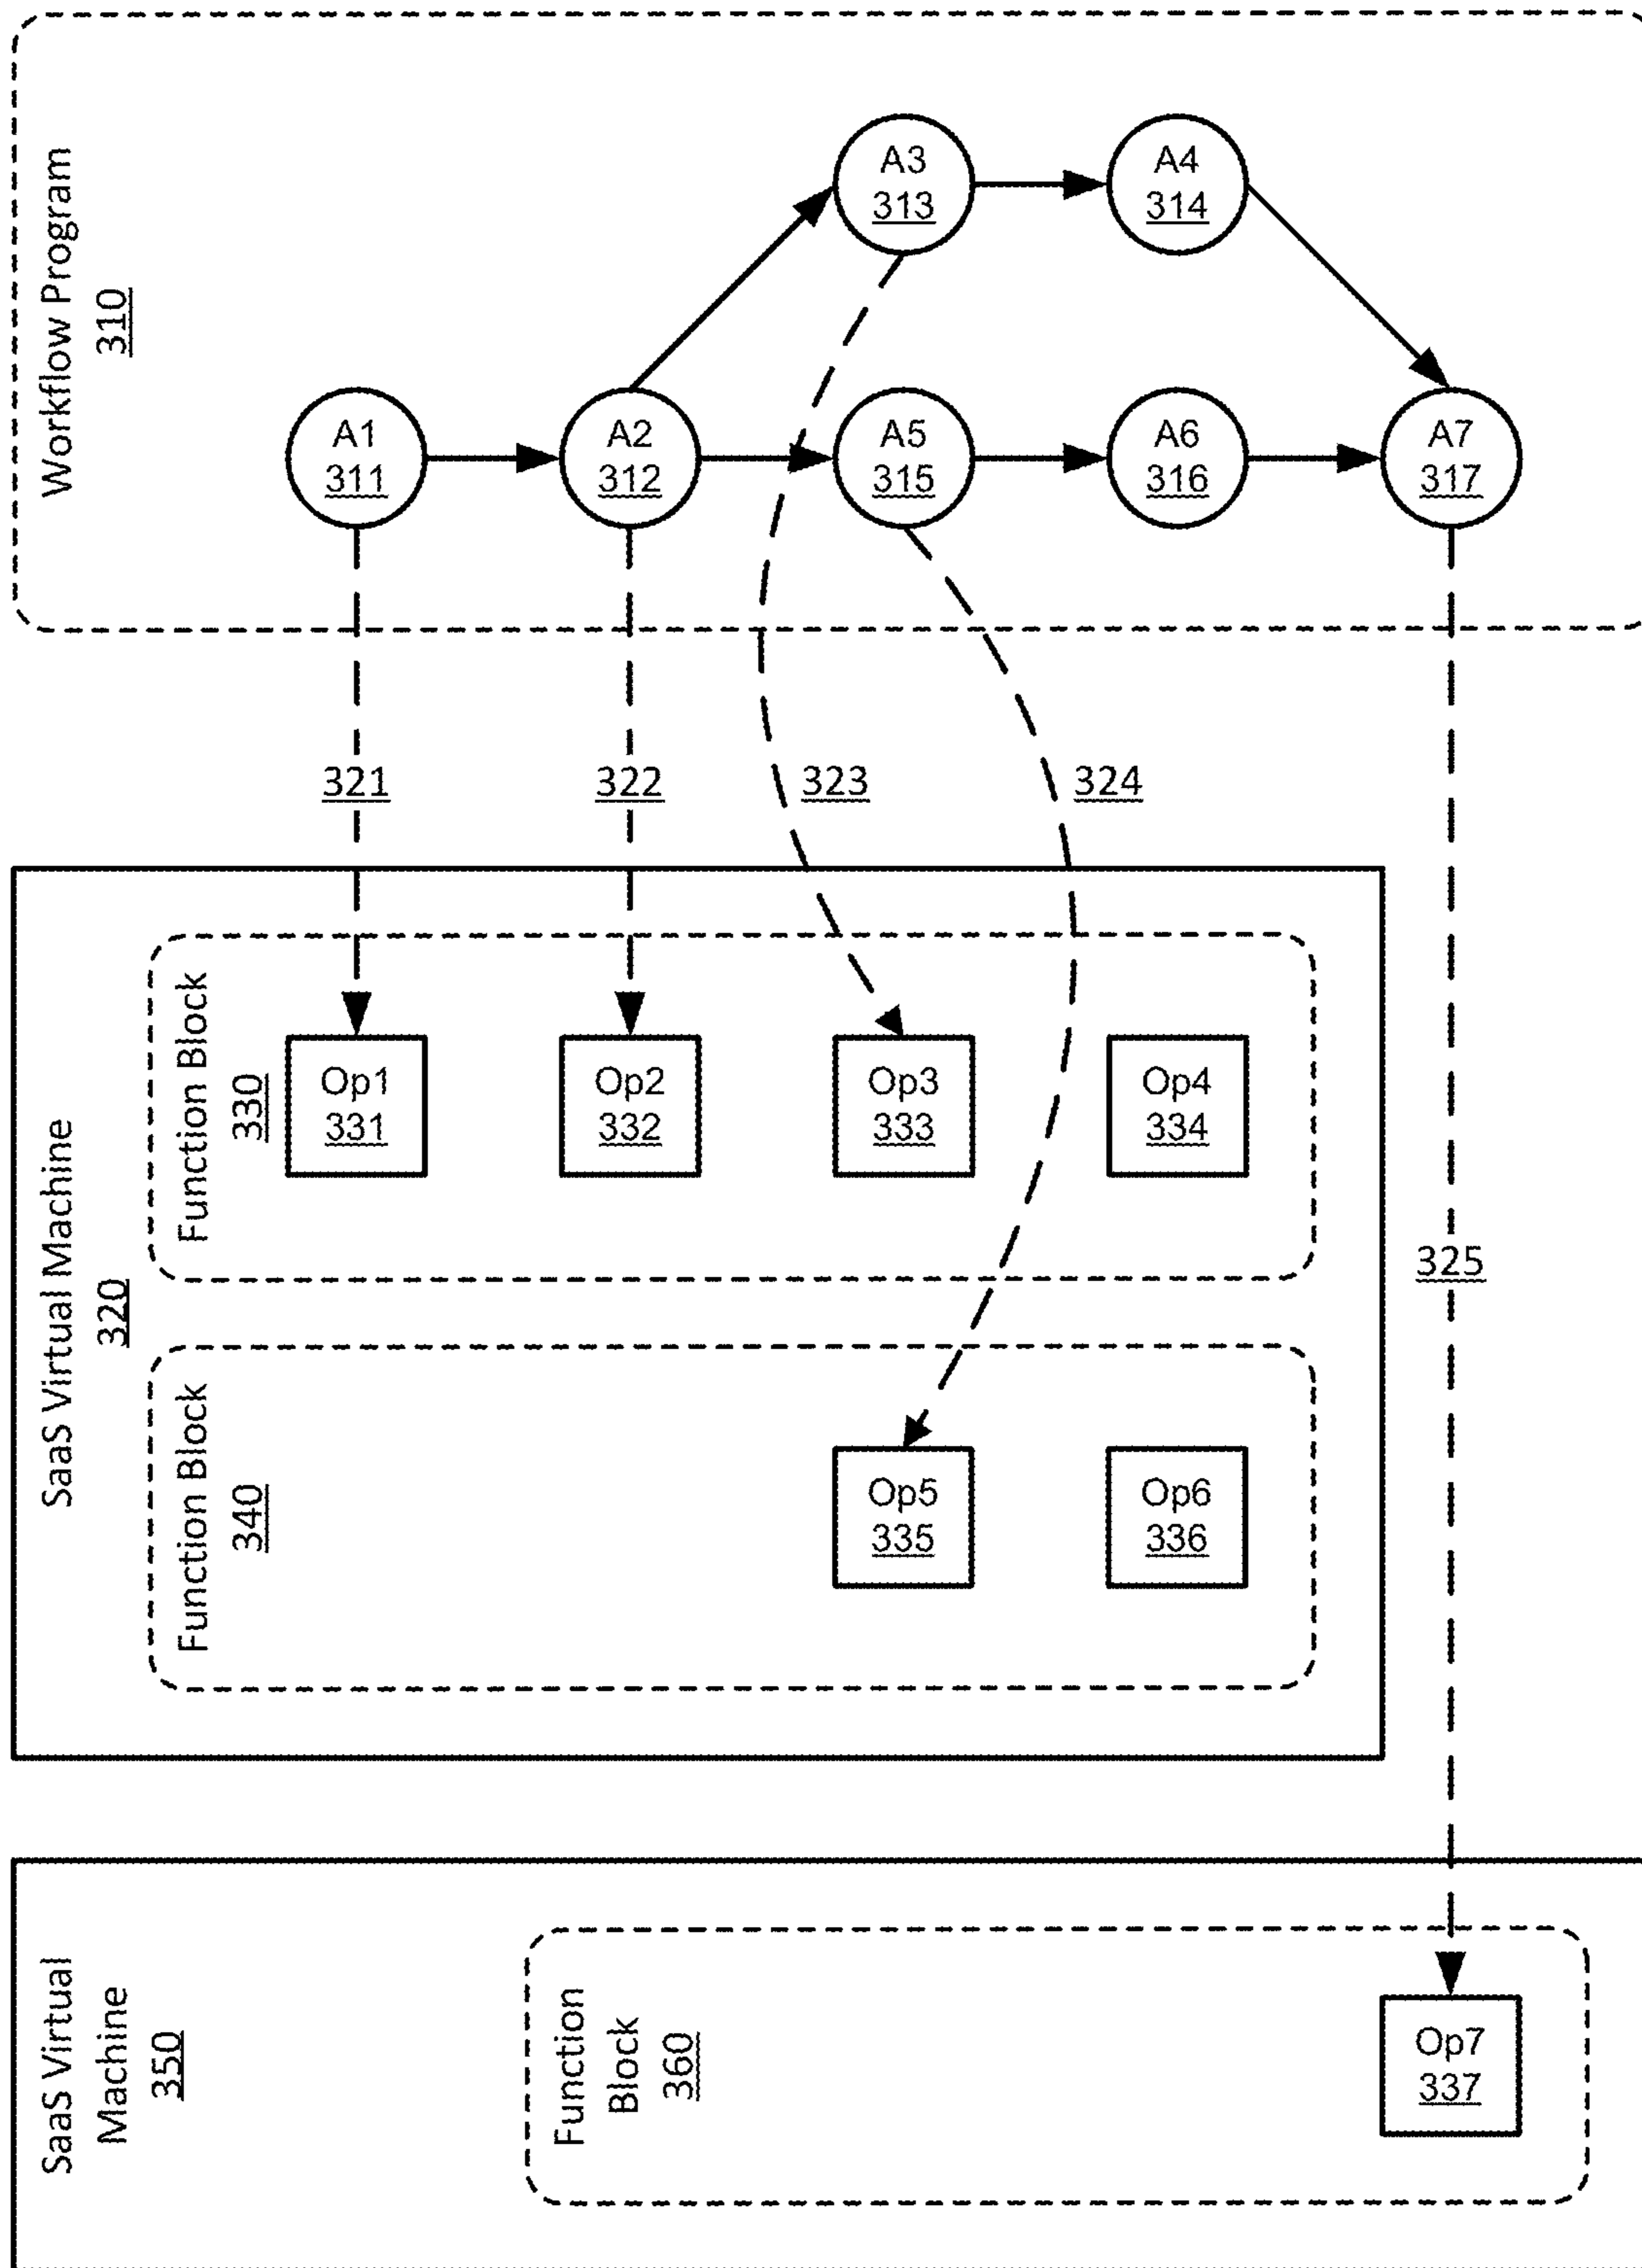 Workflow Program
310
A1
311
A2
312
A3
313
A4
314
A5
315
A6
316
A7
317
321
322
323
324
325
SaaS Virtual Machine
320
Function Block
330
Op1
331
Op2
332
Op3
333
Op4
334
Function Block
340
Op5
335
Op6
336
SaaS Virtual
Machine
350
Function
Block
360
Op7
337